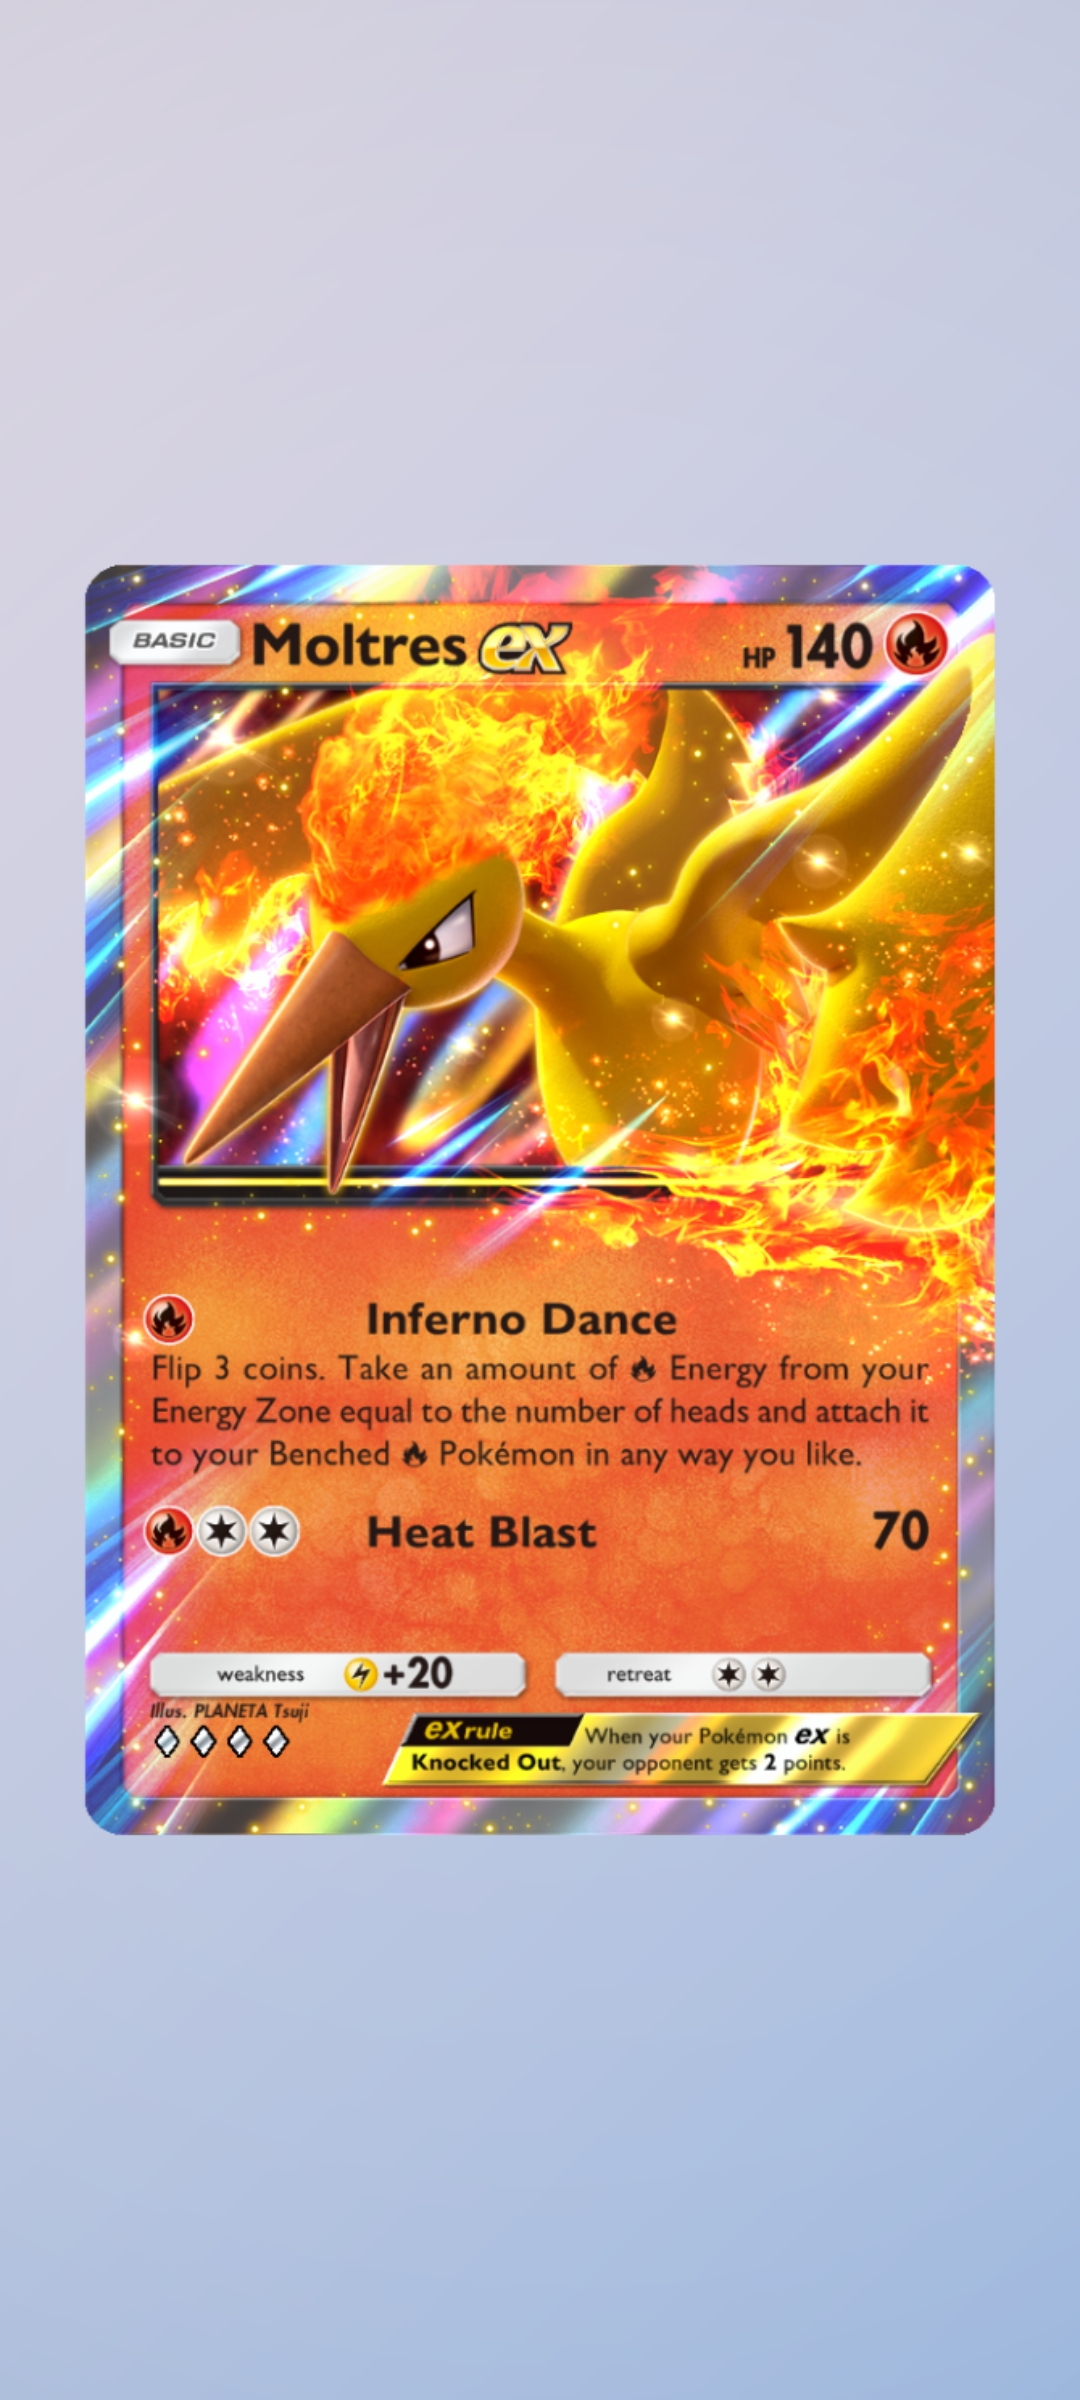 BASIC Moltres ex HP 140
Inferno Dance
Flip 3 coins. Take an amount of Energy from your
Energy Zone equal to the number of heads and attach it
to your Benched Pokémon in any way you like.
Heat Blast 70
weakness +20 retreat
Illus. PLANETA Tsuji
ex rule When your Pokémon ex is
Knocked Out, your opponent gets 2 points.